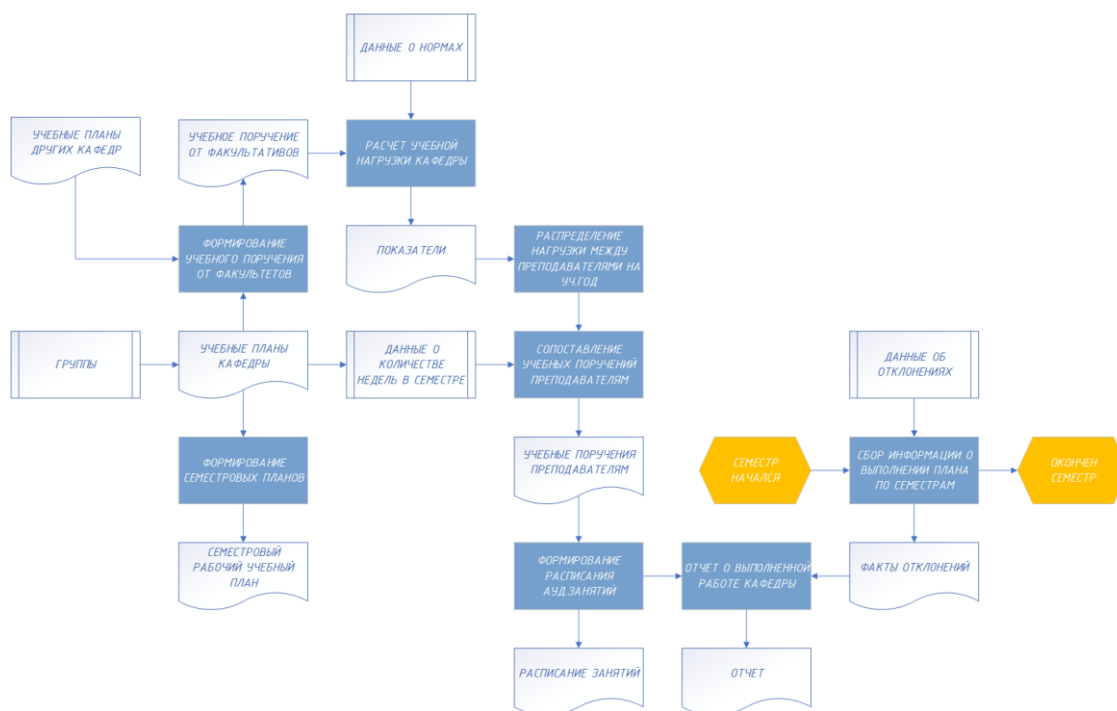 ДАННЫЕ О НОРМАХ
УЧЕБНЫЕ ПЛАНЫ
ДРУГИХ КАФЕДР
УЧЕБНОЕ ПОРУЧЕНИЕ
ОТ ФАКУЛЬТАТИВОВ
РАСЧЕТ УЧЕБНОЙ
НАГРУЗКИ КАФЕДРЫ
ФОРМИРОВАНИЕ
УЧЕБНОГО ПОРУЧЕНИЯ
ОТ ФАКУЛЬТЕТОВ
ПОКАЗАТЕЛИ
РАСПРЕДЕЛЕНИЕ
НАГРУЗКИ МЕЖДУ
ПРЕПОДАВАТЕЛЯМИ НА
УЧ.ГОД
ГРУППЫ
УЧЕБНЫЕ ПЛАНЫ
КАФЕДРЫ
ДАННЫЕ О
КОЛИЧЕСТВЕ
НЕДЕЛЬ В СЕМЕСТРЕ
СОПОСТАВЛЕНИЕ
УЧЕБНЫХ ПОРУЧЕНИЙ
ПРЕПОДАВАТЕЛЯМ
ДАННЫЕ ОБ
ОТКЛОНЕНИЯХ
ФОРМИРОВАНИЕ
СЕМЕСТРОВЫХ ПЛАНОВ
УЧЕБНЫЕ ПОРУЧЕНИЯ
ПРЕПОДАВАТЕЛЯМ
СЕМЕСТР
НАЧАЛСЯ
СБОР ИНФОРМАЦИИ О
ВЫПОЛНЕНИИ ПЛАНА
ПО СЕМЕСТРАМ
ОКОНЧЕН
СЕМЕСТР
СЕМЕСТРОВЫЙ
РАБОЧИЙ УЧЕБНЫЙ
ПЛАН
ФОРМИРОВАНИЕ
РАСПИСАНИЯ
АУД.ЗАНЯТИЙ
ОТЧЕТ О ВЫПОЛНЕННОЙ
РАБОТЕ КАФЕДРЫ
ФАКТЫ ОТКЛОНЕНИЙ
РАСПИСАНИЕ ЗАНЯТИЙ
ОТЧЕТ